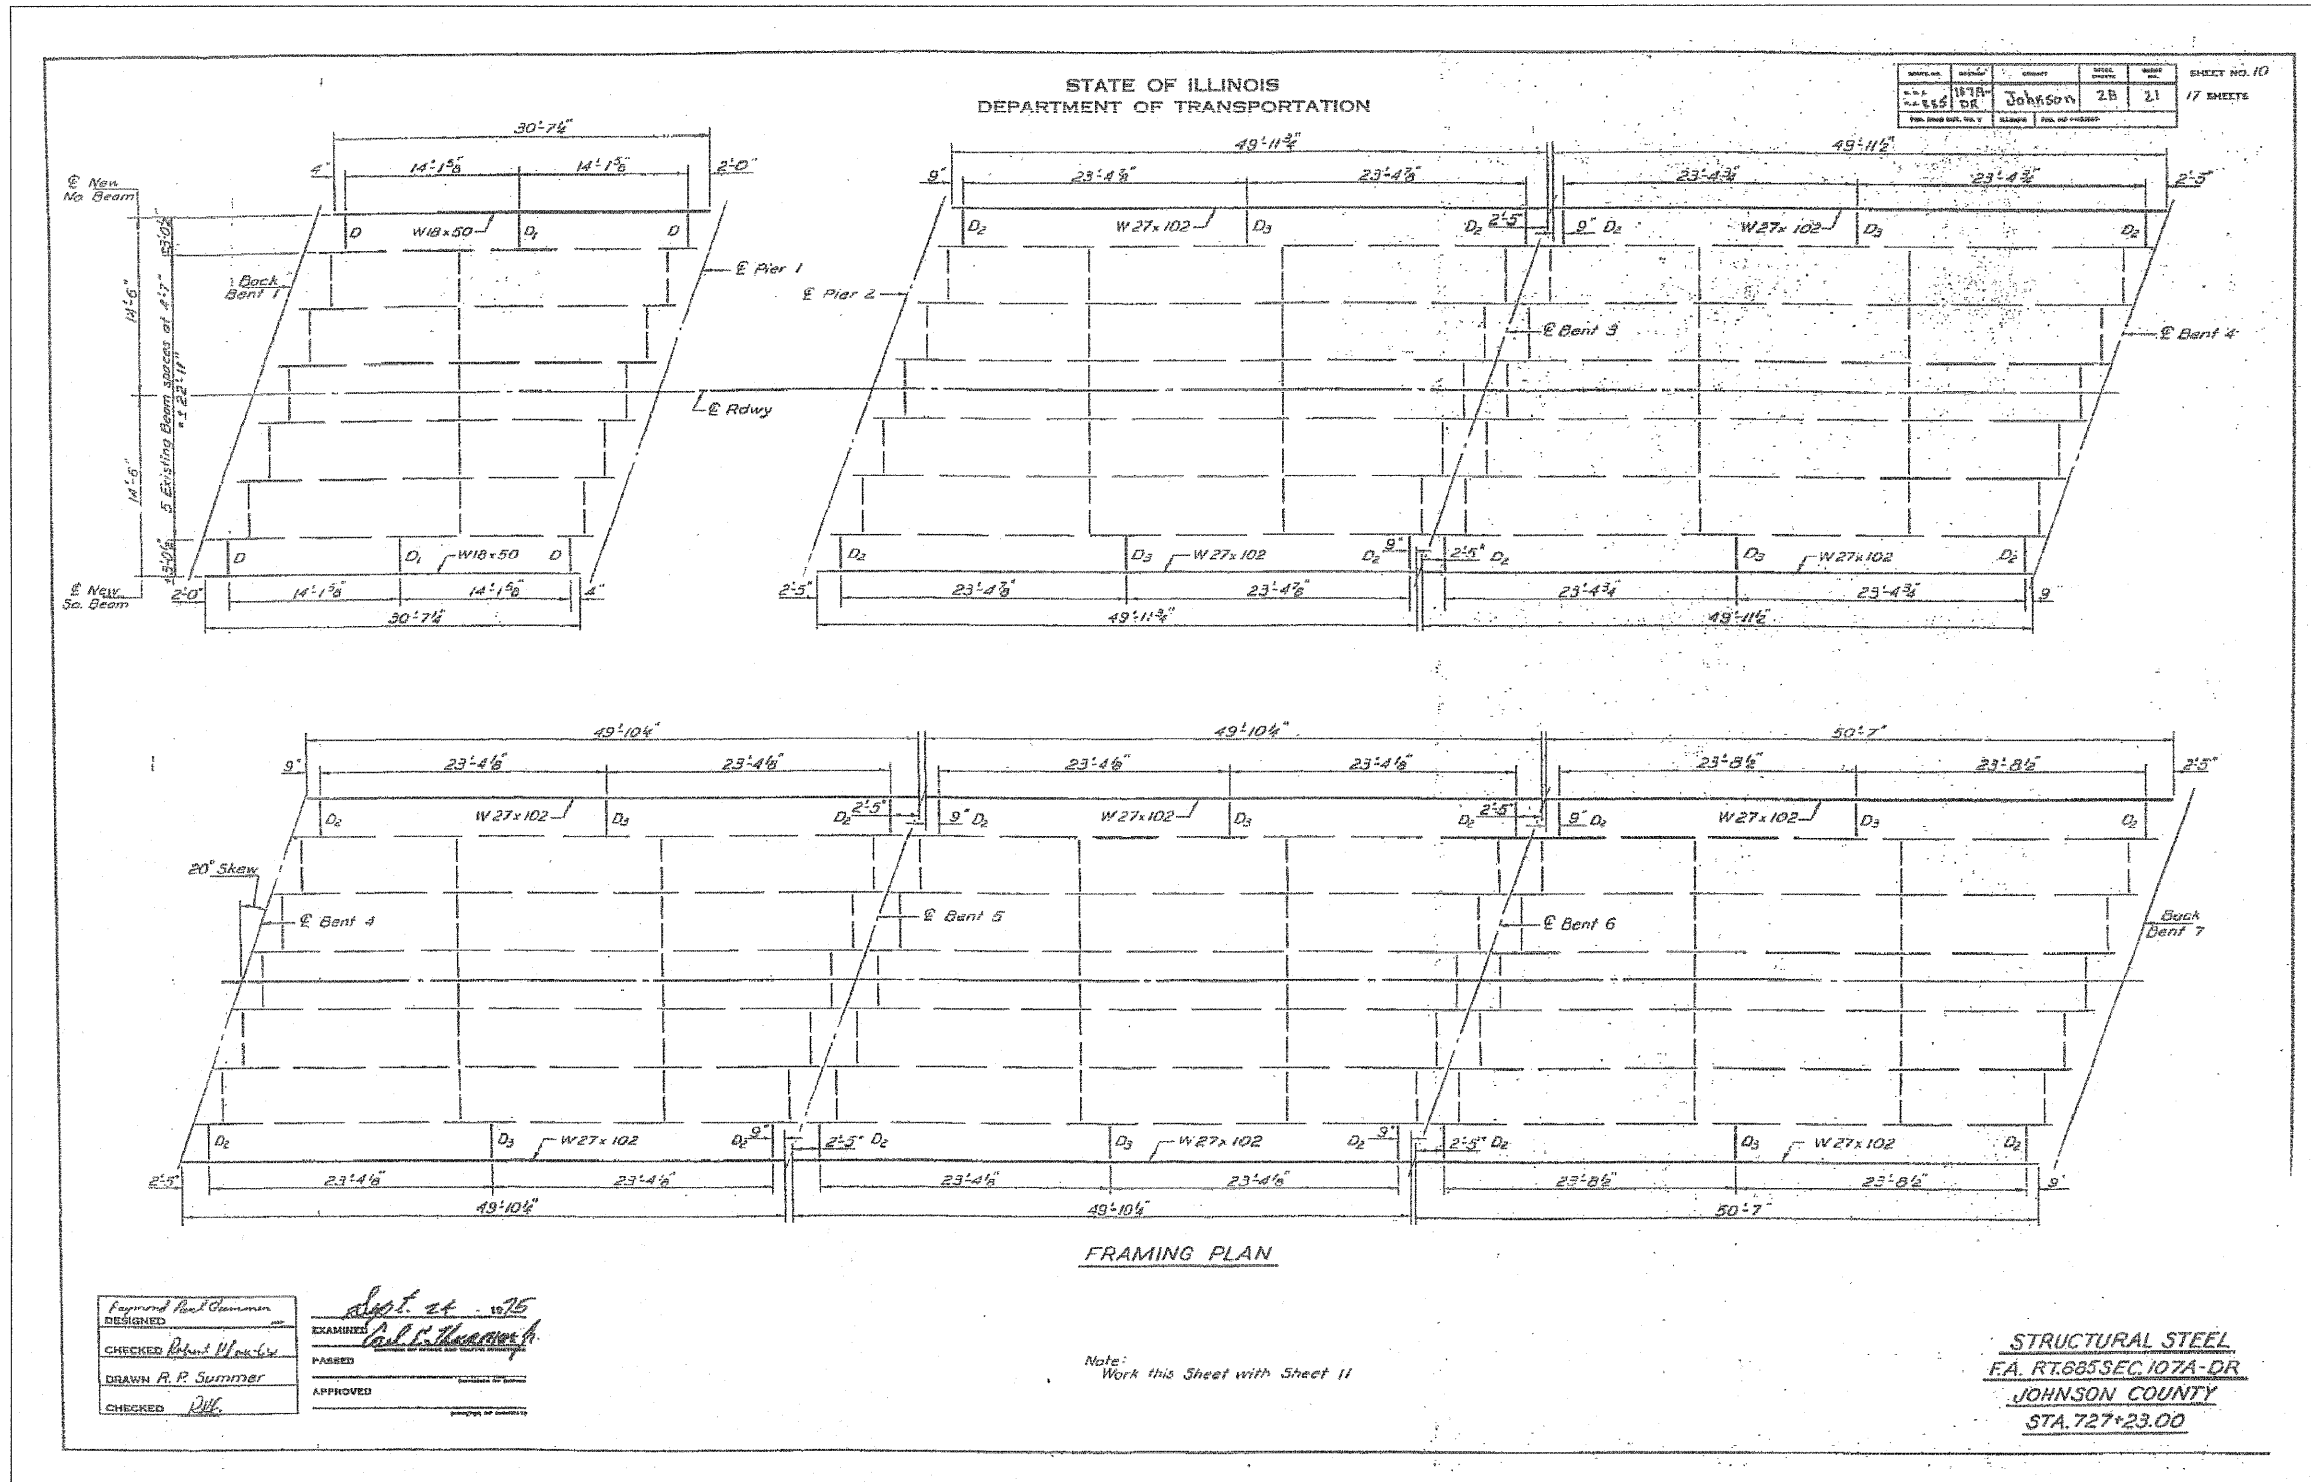 STATE OF ILLINOIS
DEPARTMENT OF TRANSPORTATION
SHEET NO. 10
17 SHEETS
Johnson 28 21
30'-7¼"
4" 14'-1⅝" 14'-1⅝" 2'-0"
℄ New
No. Beam
D W18x50 D₁ D
Back
Bent 1
℄ Pier 1
3'-0½"
14'-6"
5 Existing Beam spaces at 4'-7"
= 22'-11"
14'-6"
3'-0½"
℄ Rdwy
D D₁ W18x50 D
℄ New
So. Beam
2'-0" 14'-1⅝" 14'-1⅝" 4"
30'-7¼"
49'-11¾" 49'-11½"
9" 23'-4⅞" 23'-4⅞" 23'-4¾" 23'-4¾" 2'-5"
D₂ W27x102 D₃ D₂ 2'-5" 9" D₂ W27x102 D₃ D₂
℄ Pier 2
℄ Bent 3
℄ Bent 4
D₂ D₃ W27x102 D₂ 9" 2'-5" D₂ D₃ W27x102 D₂
2'-5" 23'-4⅞" 23'-4⅞" 23'-4¾" 23'-4¾" 9
49'-11¾" 49'-11½"
49'-10¼" 49'-10¼" 50'-7"
9" 23'-4⅛" 23'-4⅛" 23'-4⅛" 23'-4⅛" 23'-8½" 23'-8½" 2'-5"
D₂ W27x102 D₃ D₂ 2'-5" 9" D₂ W27x102 D₃ D₂ 2'-5" 9" D₂ W27x102 D₃ D₂
20° Skew
℄ Bent 4
℄ Bent 5
℄ Bent 6
Back
Bent 7
D₂ D₃ W27x102 D₂ 9" 2'-5" D₂ D₃ W27x102 D₂ 9" 2'-5" D₂ D₃ W27x102 D₂
2'-5" 23'-4⅛" 23'-4⅛" 23'-4⅛" 23'-4⅛" 23'-8½" 23'-8½" 9"
49'-10¼" 49'-10¼" 50'-7"
FRAMING PLAN
DESIGNED
CHECKED
DRAWN R. P. Summer
CHECKED
Sept. 24 1975
EXAMINED
PASSED
APPROVED
Note:
Work this Sheet with Sheet 11
STRUCTURAL STEEL
F.A. RT. 685 SEC. 107A-DR
JOHNSON COUNTY
STA. 727+23.00